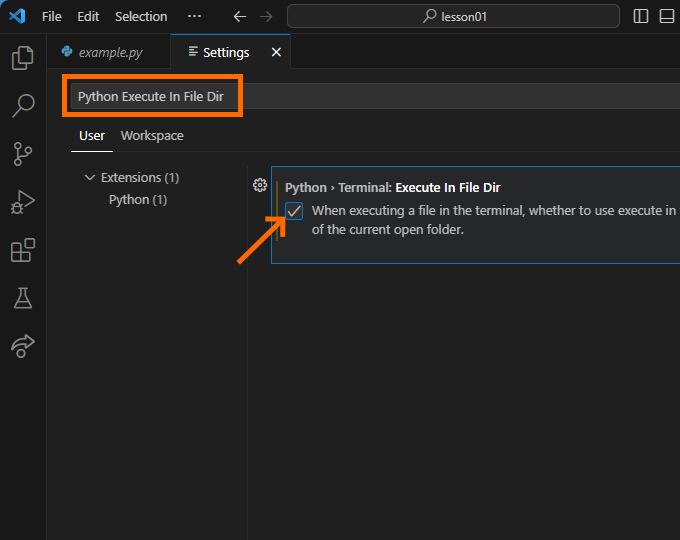 File Edit Selection ··· lesson01
example.py Settings
Python Execute In File Dir
User Workspace
Extensions (1)
Python (1)
Python › Terminal: Execute In File Dir
When executing a file in the terminal, whether to use execute in
of the current open folder.